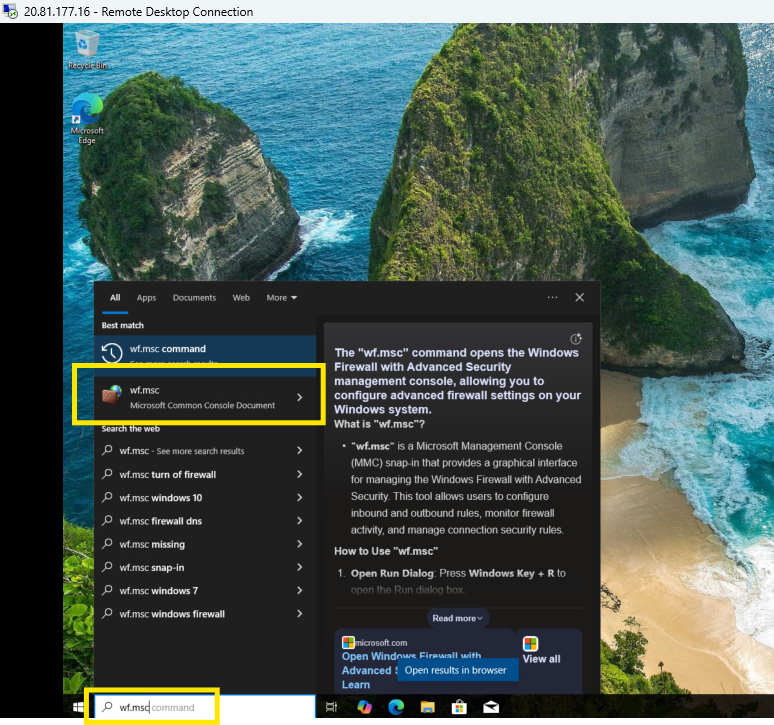 20.81.177.16 - Remote Desktop Connection
Recycle Bin
Microsoft
Edge
All Apps Documents Web More
Best match
wf.msc command
See more search results
wf.msc
Microsoft Common Console Document
Search the web
wf.msc - See more search results
wf.msc turn of firewall
wf.msc windows 10
wf.msc firewall dns
wf.msc missing
wf.msc snap-in
wf.msc windows 7
wf.msc windows firewall
The "wf.msc" command opens the Windows
Firewall with Advanced Security
management console, allowing you to
configure advanced firewall settings on your
Windows system.
What is "wf.msc"?
• "wf.msc" is a Microsoft Management Console
(MMC) snap-in that provides a graphical interface
for managing the Windows Firewall with Advanced
Security. This tool allows users to configure
inbound and outbound rules, monitor firewall
activity, and manage connection security rules.
How to Use "wf.msc"
1. Open Run Dialog: Press Windows Key + R to
open the Run dialog box.
Read more
microsoft.com
Open Windows Firewall with
Advanced
Learn
View all
Open results in browser
wf.msc command